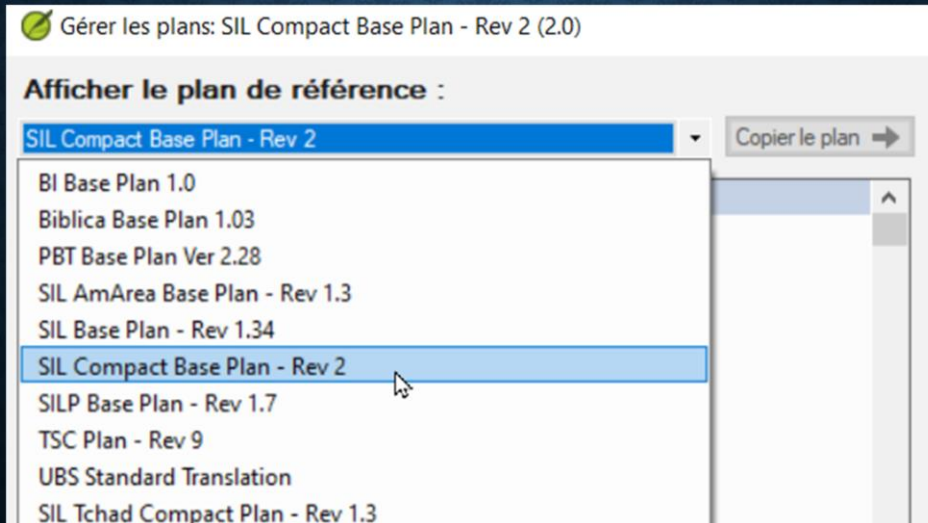 Gérer les plans: SIL Compact Base Plan - Rev 2 (2.0)
Afficher le plan de référence :
SIL Compact Base Plan - Rev 2
Copier le plan
BI Base Plan 1.0
Biblica Base Plan 1.03
PBT Base Plan Ver 2.28
SIL AmArea Base Plan - Rev 1.3
SIL Base Plan - Rev 1.34
SIL Compact Base Plan - Rev 2
SILP Base Plan - Rev 1.7
TSC Plan - Rev 9
UBS Standard Translation
SIL Tchad Compact Plan - Rev 1.3